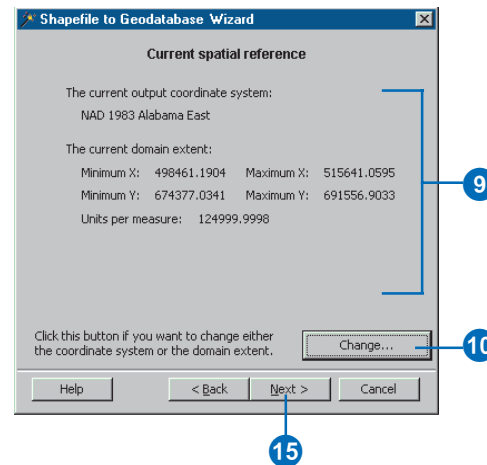 Shapefile to Geodatabase Wizard
Current spatial reference
The current output coordinate system:
NAD 1983 Alabama East
The current domain extent:
Minimum X: 498461.1904 Maximum X: 515641.0595
Minimum Y: 674377.0341 Maximum Y: 691556.9033
Units per measure: 124999.9998
9
Click this button if you want to change either
the coordinate system or the domain extent.
Change...
10
Help < Back Next > Cancel
15